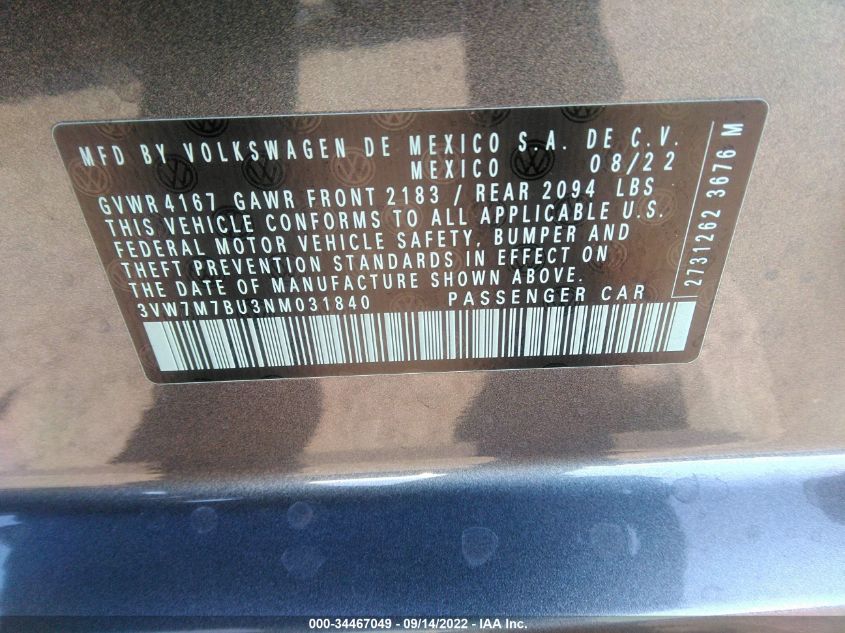 MFD BY VOLKSWAGEN DE MEXICO S.A. DE C.V.
MEXICO 08/22
GVWR 4167 GAWR FRONT 2183 / REAR 2094 LBS
THIS VEHICLE CONFORMS TO ALL APPLICABLE U.S.
FEDERAL MOTOR VEHICLE SAFETY, BUMPER AND
THEFT PREVENTION STANDARDS IN EFFECT ON
THE DATE OF MANUFACTURE SHOWN ABOVE.
3VW7M7BU3NM031840 PASSENGER CAR
2731262 3676 M
000-34467049 - 09/14/2022 - IAA Inc.